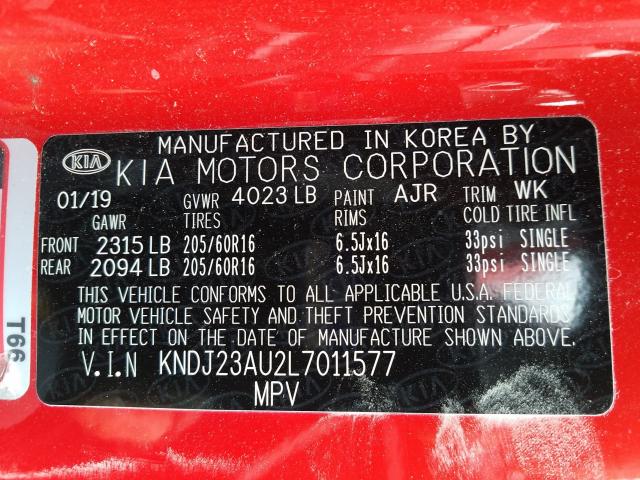 MANUFACTURED IN KOREA BY
KIA KIA MOTORS CORPORATION
01/19 GVWR 4023 LB PAINT AJR TRIM WK
GAWR TIRES RIMS COLD TIRE INFL
FRONT 2315 LB 205/60R16 6.5Jx16 33psi SINGLE
REAR 2094 LB 205/60R16 6.5Jx16 33psi SINGLE
THIS VEHICLE CONFORMS TO ALL APPLICABLE U.S.A. FEDERAL
MOTOR VEHICLE SAFETY AND THEFT PREVENTION STANDARDS
IN EFFECT ON THE DATE OF MANUFACTURE SHOWN ABOVE.
V.I.N KNDJ23AU2L7011577
MPV
T66